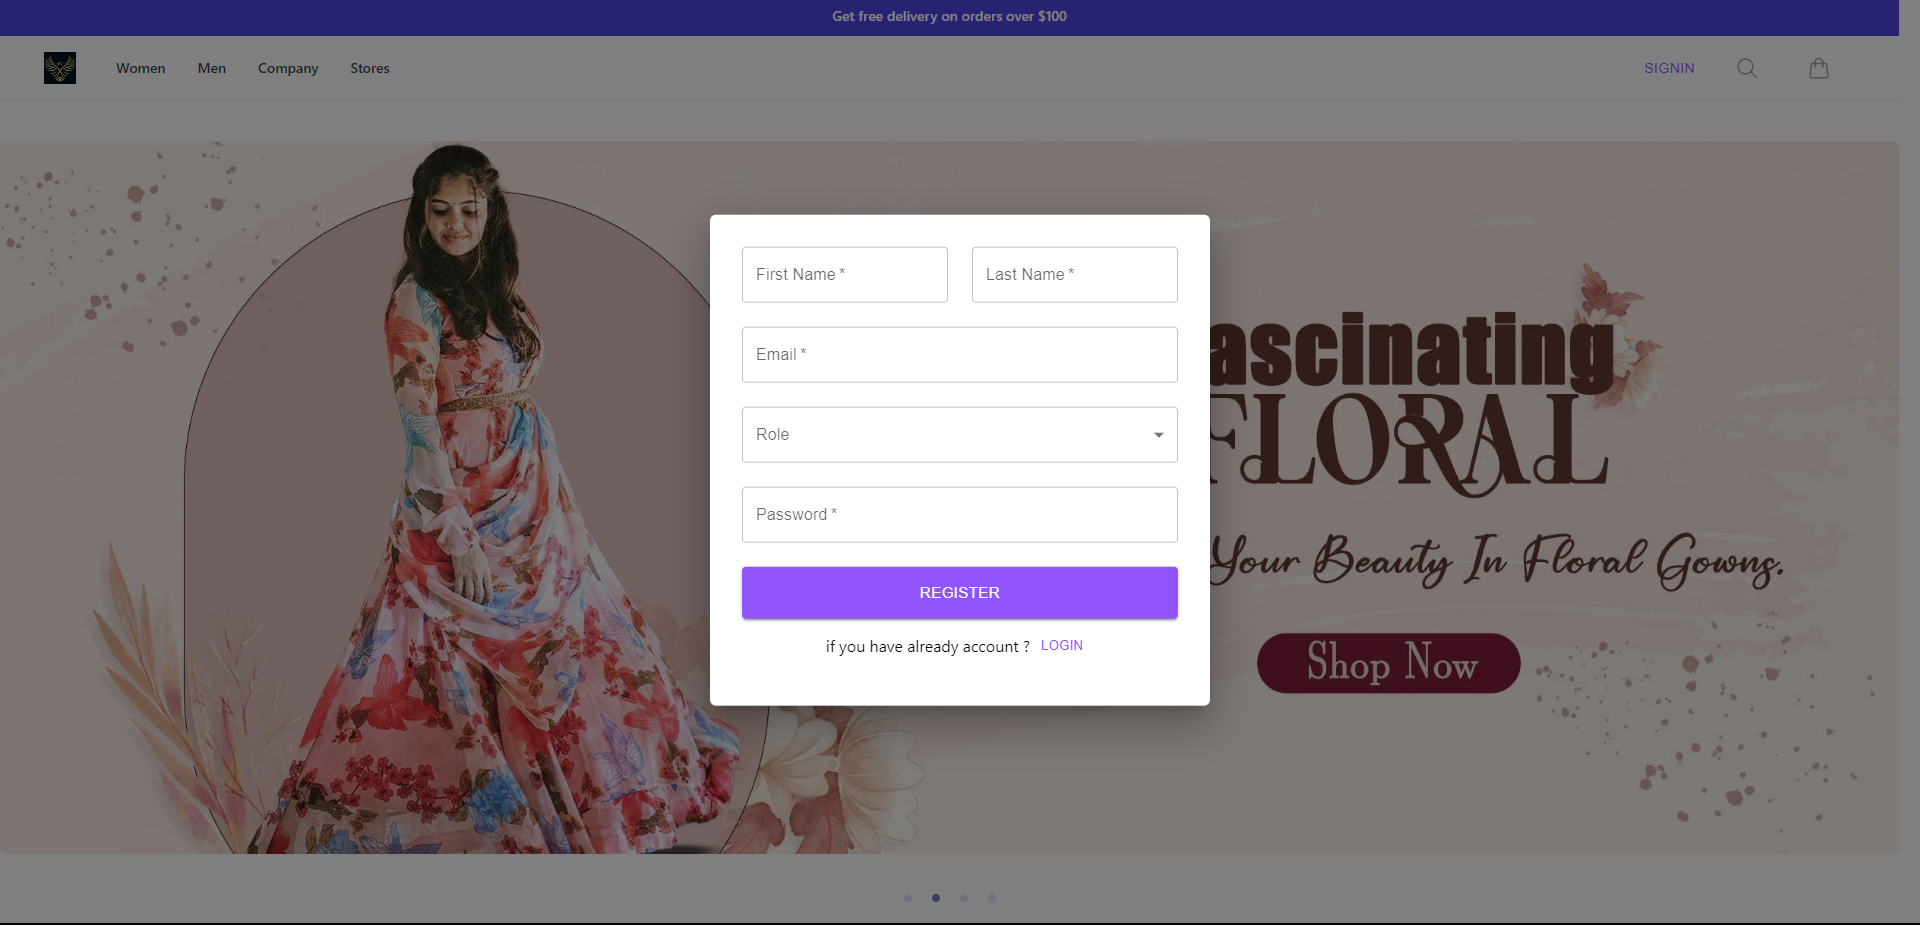 Get free delivery on orders over $100
Women Men Company Stores SIGNIN
First Name * Last Name *
Email *
Role
Password *
REGISTER
if you have already account ? LOGIN
ascinating
FLORAL
Your Beauty In Floral Gowns.
Shop Now